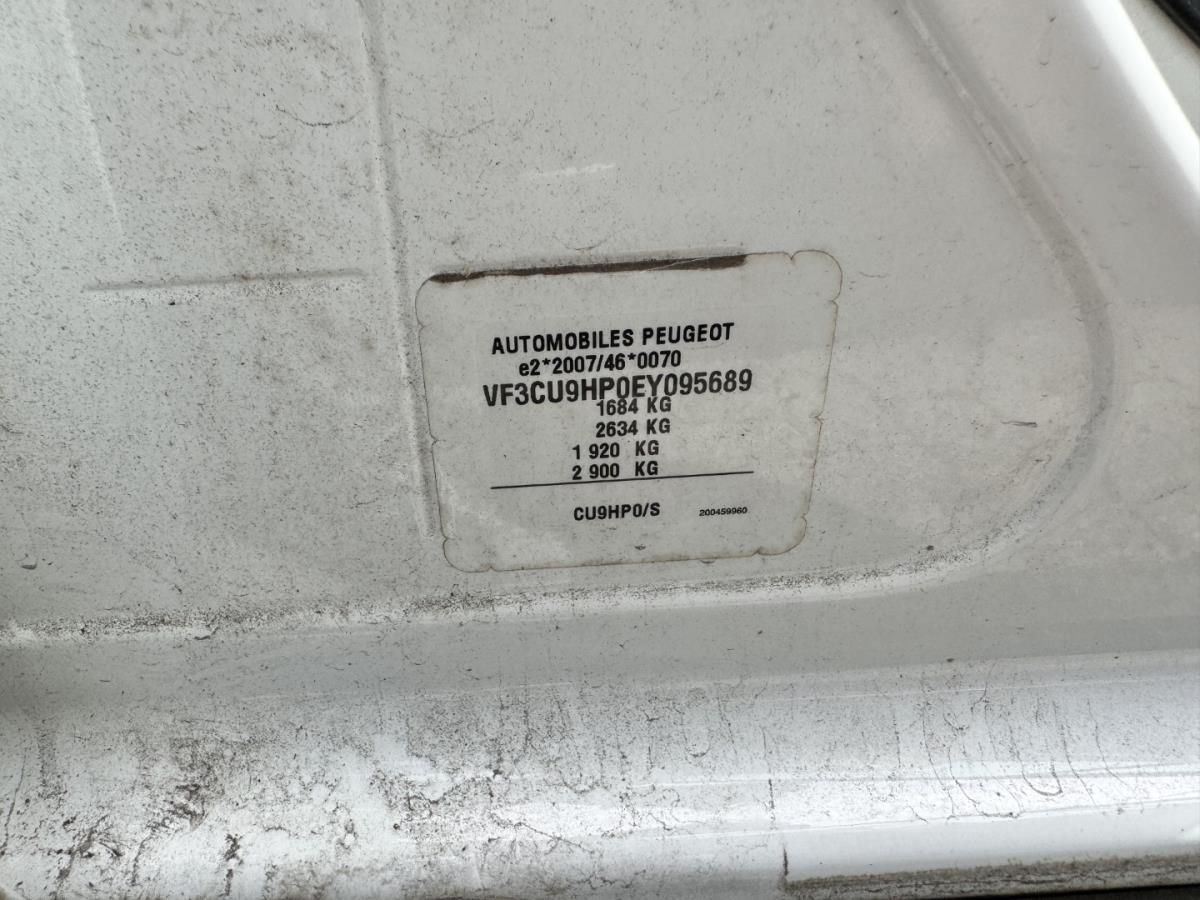 AUTOMOBILES PEUGEOT
e2*2007/46*0070
VF3CU9HP0EY095689
1684 KG
2634 KG
1 920 KG
2 900 KG
CU9HP0/S 200459960